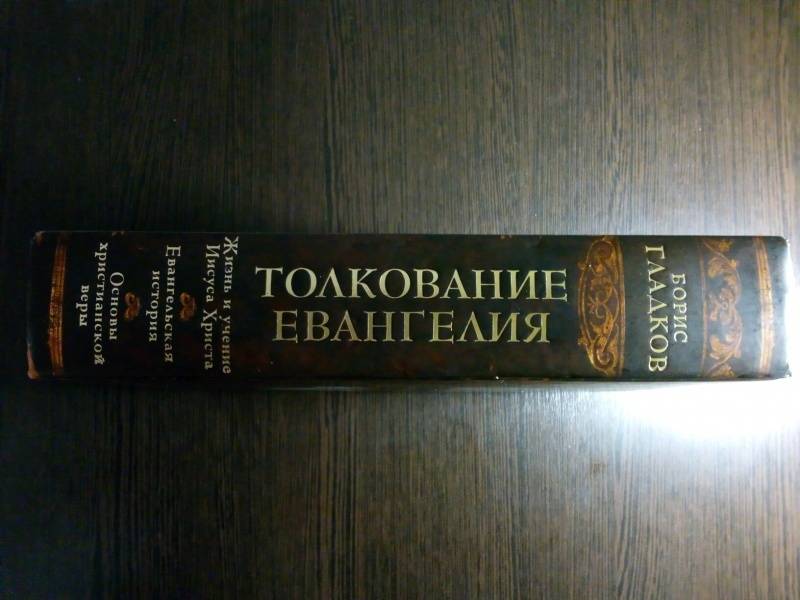 БОРИС
ГЛАДКОВ
ТОЛКОВАНИЕ
ЕВАНГЕЛИЯ
Жизнь и учение
Иисуса Христа
Евангельская
история
Основы
христианской
веры